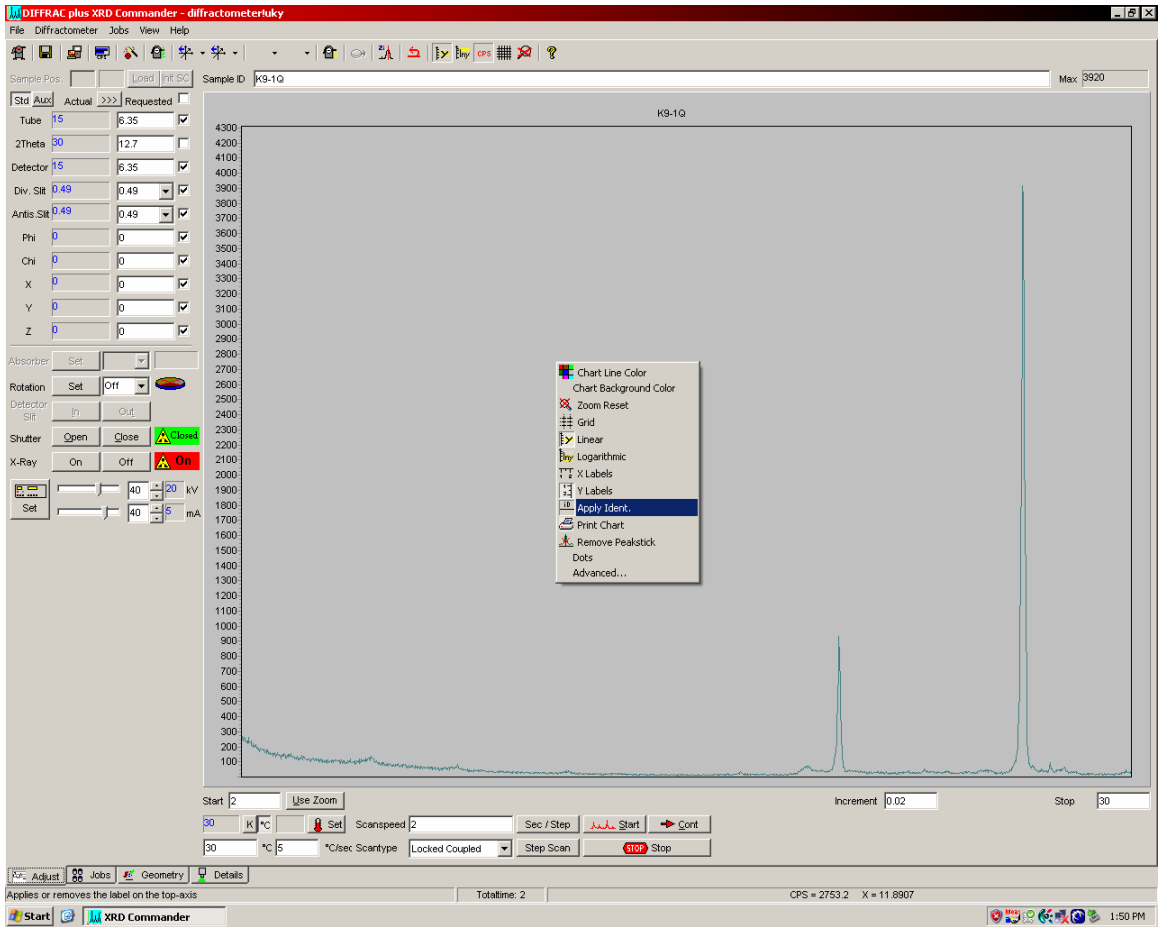 DIFFRAC plus XRD Commander - diffractometer!uky
File Diffractometer Jobs View Help
CPS
Sample Pos. Load Init SC Sample ID K9-1Q Max 3920
Std Aux Actual >>> Requested
Tube 15 6.35
2Theta 30 12.7
Detector 15 6.35
Div. Slit 0.49 0.49
Antis.Slit 0.49 0.49
Phi 0 0
Chi 0 0
X 0 0
Y 0 0
Z 0 0
Absorber Set
Rotation Set Off
Detector Slit In Out
Shutter Open Close Closed
X-Ray On Off On
40 20 kV
Set 40 5 mA
K9-1Q
4300
4200
4100
4000
3900
3800
3700
3600
3500
3400
3300
3200
3100
3000
2900
2800
2700
2600
2500
2400
2300
2200
2100
2000
1900
1800
1700
1600
1500
1400
1300
1200
1100
1000
900
800
700
600
500
400
300
200
100
Chart Line Color
Chart Background Color
Zoom Reset
Grid
Linear
Logarithmic
X Labels
Y Labels
Apply Ident.
Print Chart
Remove Peakstick
Dots
Advanced...
Start 2 Use Zoom Increment 0.02 Stop 30
30 K °C Set Scanspeed 2 Sec / Step Start Cont
30 °C 5 °C/sec Scantype Locked Coupled Step Scan STOP Stop
Adjust Jobs Geometry Details
Applies or removes the label on the top-axis Totaltime: 2 CPS = 2753.2 X = 11.8907
Start XRD Commander 1:50 PM